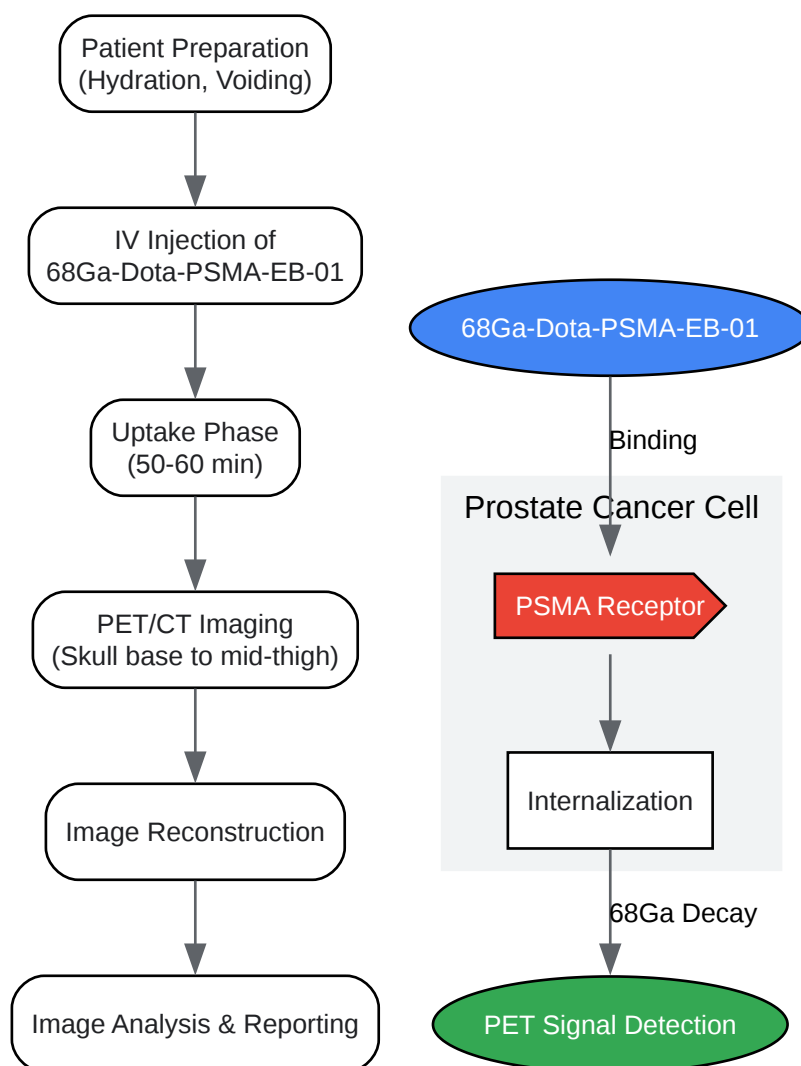 Patient Preparation
(Hydration, Voiding)
IV Injection of
68Ga-Dota-PSMA-EB-01
Uptake Phase
(50-60 min)
PET/CT Imaging
(Skull base to mid-thigh)
Image Reconstruction
Image Analysis & Reporting
68Ga-Dota-PSMA-EB-01
Binding
Prostate Cancer Cell
PSMA Receptor
Internalization
68Ga Decay
PET Signal Detection